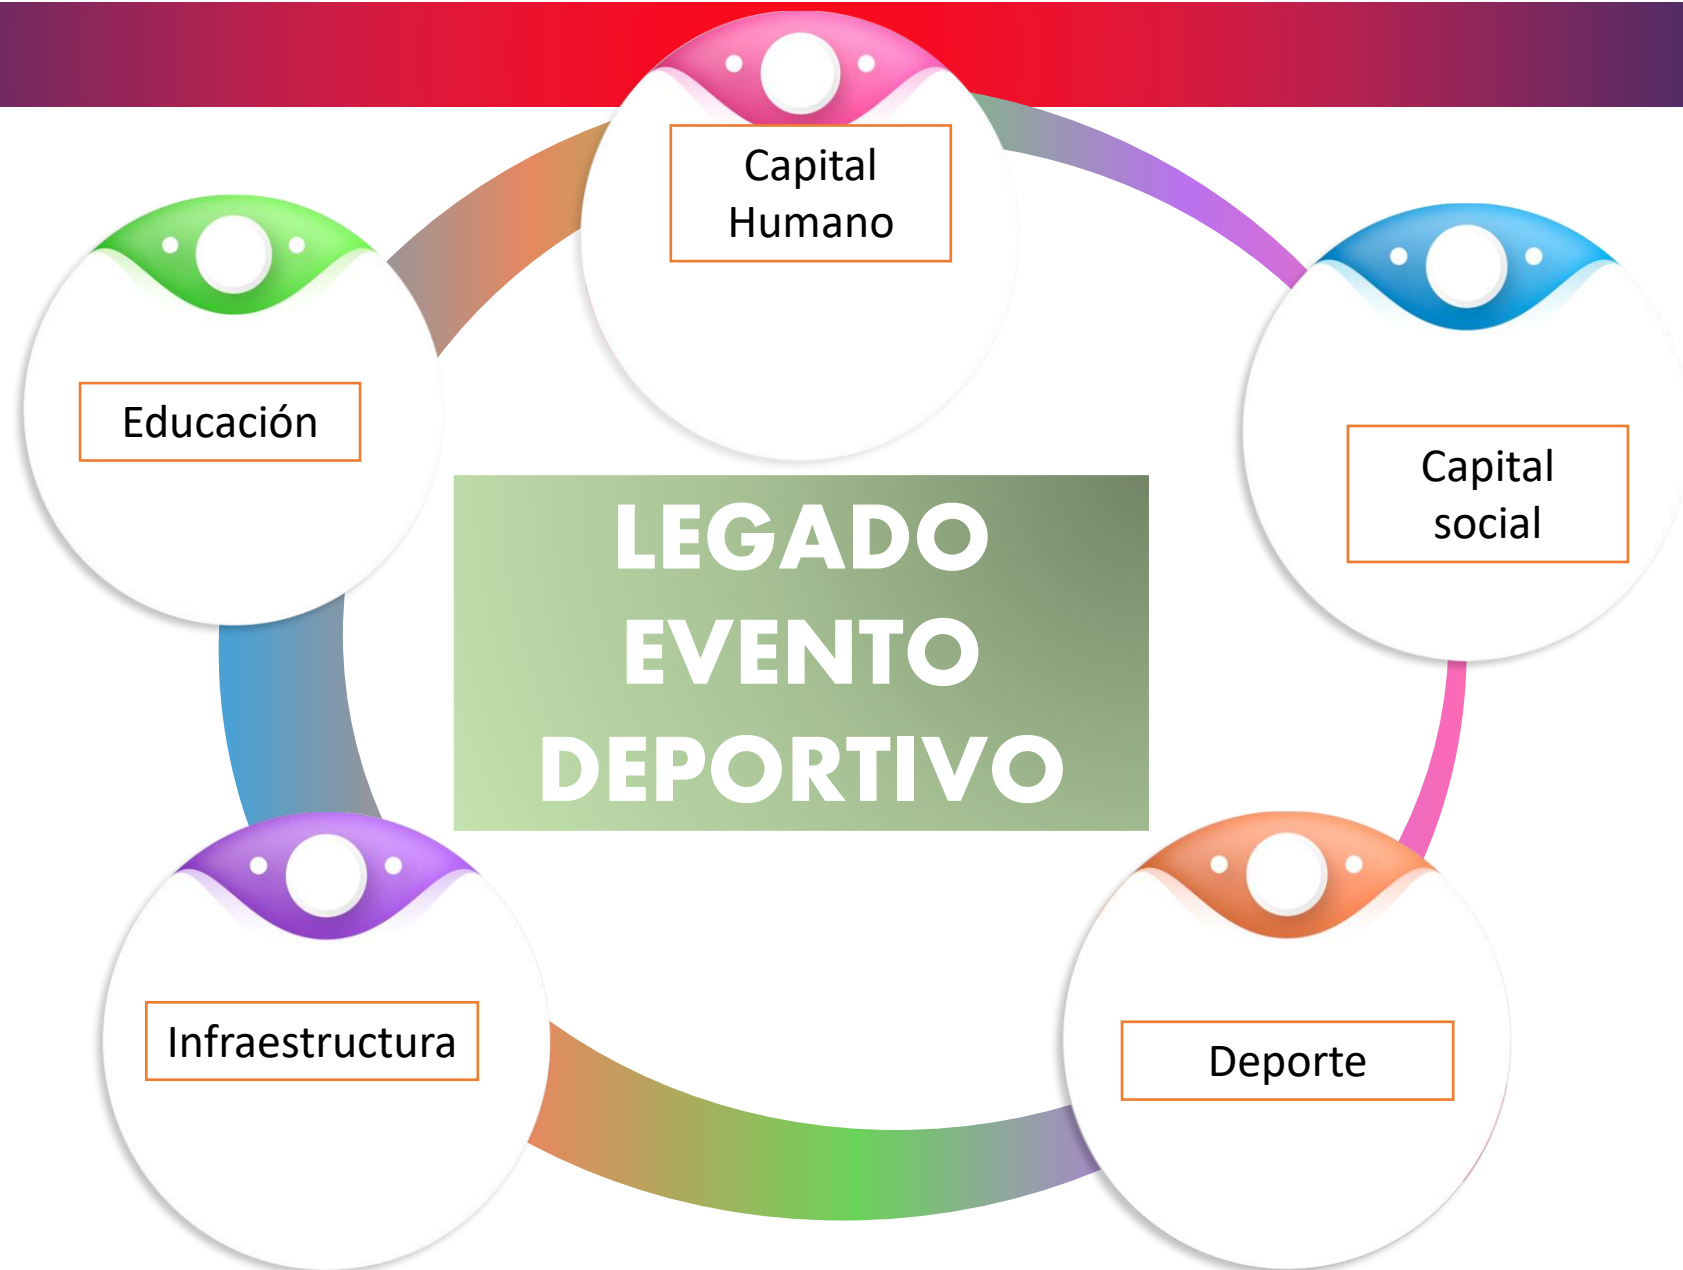 Capital
Humano
Educación
Capital
social
LEGADO
EVENTO
DEPORTIVO
Infraestructura
Deporte